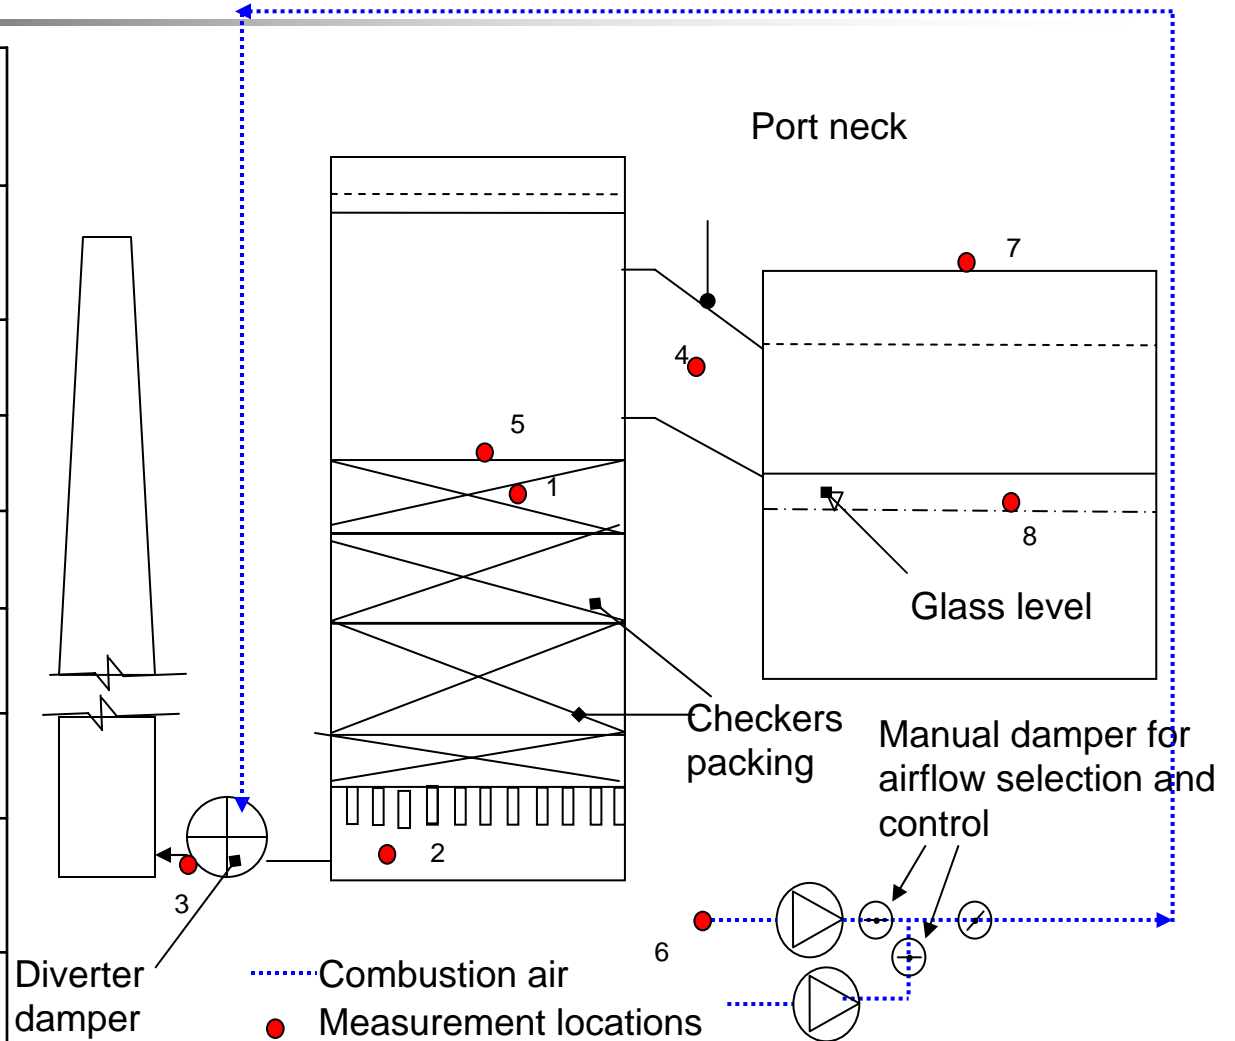 Port neck
7
4
5
1
8
Glass level
Checkers
packing
Manual damper for
airflow selection and
control
2
3
6
Diverter
damper
Combustion air
Measurement locations